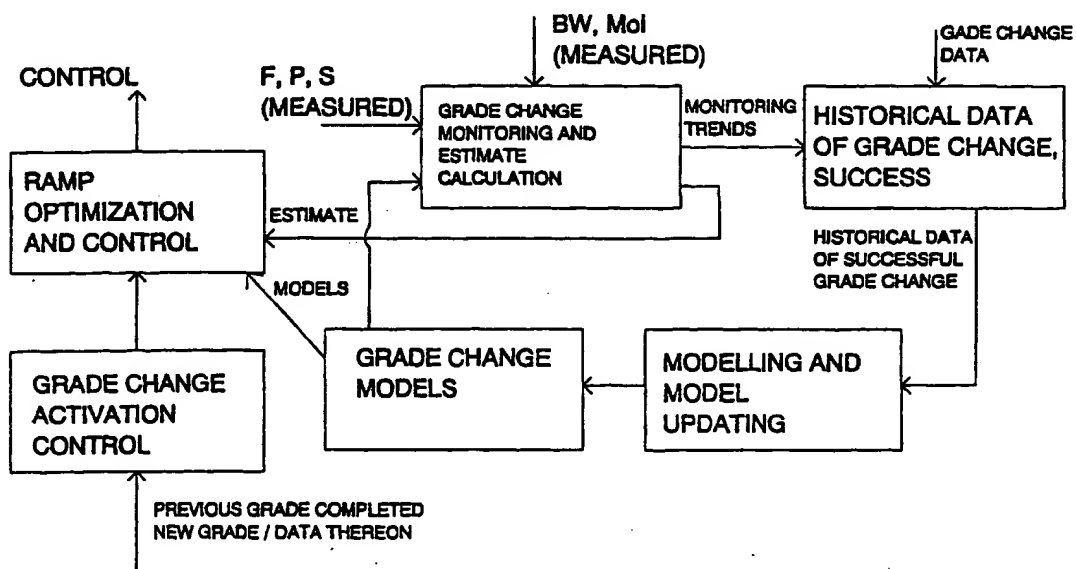 BW, Moi
(MEASURED)
GADE CHANGE
DATA
CONTROL
F, P, S
(MEASURED)
GRADE CHANGE
MONITORING AND
ESTIMATE
CALCULATION
MONITORING
TRENDS
HISTORICAL DATA
OF GRADE CHANGE,
SUCCESS
RAMP
OPTIMIZATION
AND CONTROL
ESTIMATE
HISTORICAL DATA
OF SUCCESSFUL
GRADE CHANGE
MODELS
GRADE CHANGE
MODELS
MODELLING AND
MODEL
UPDATING
GRADE CHANGE
ACTIVATION
CONTROL
PREVIOUS GRADE COMPLETED
NEW GRADE / DATA THEREON